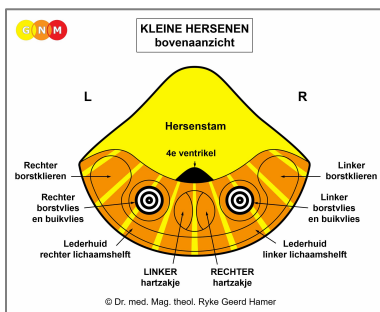 GNM
KLEINE HERSENEN
bovenaanzicht
L
R
Hersenstam
4e ventrikel
Rechter
borstklieren
Linker
borstklieren
Rechter
borstvlies
en buikvlies
Linker
borstvlies
en buikvlies
Lederhuid
rechter lichaamshelft
Lederhuid
linker lichaamshelft
LINKER
hartzakje
RECHTER
hartzakje
© Dr. med. Mag. theol. Ryke Geerd Hamer